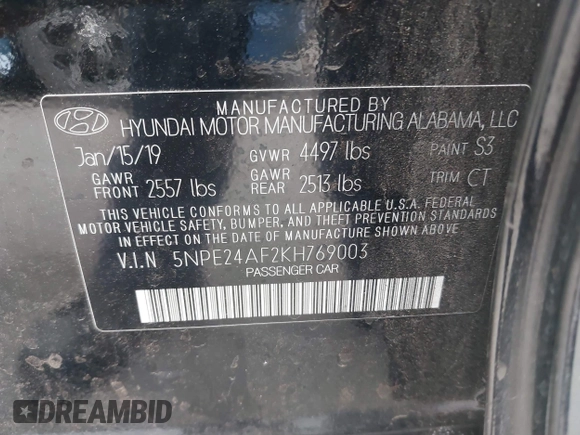 MANUFACTURED BY
HYUNDAI MOTOR MANUFACTURING ALABAMA, LLC
Jan/15/19 GVWR 4497 lbs PAINT S3
GAWR FRONT 2557 lbs GAWR REAR 2513 lbs TRIM CT
THIS VEHICLE CONFORMS TO ALL APPLICABLE U.S.A. FEDERAL
MOTOR VEHICLE SAFETY, BUMPER, AND THEFT PREVENTION STANDARDS
IN EFFECT ON THE DATE OF MANUFACTURE SHOWN ABOVE.
V.I.N 5NPE24AF2KH769003
PASSENGER CAR
DREAMBID